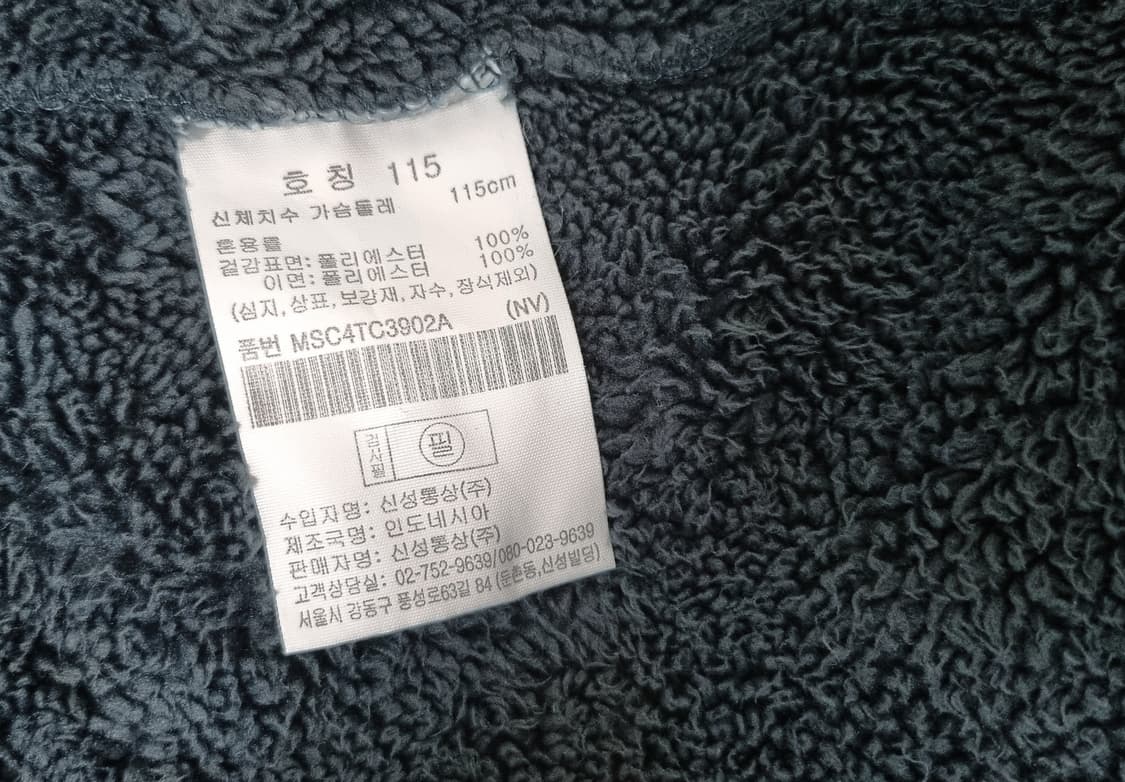 호칭 115
신체치수 가슴둘레 115cm
혼용률
겉감표면:폴리에스터 100%
이면:폴리에스터 100%
(심지,상표,보강재,자수,장식제외)
품번 MSC4TC3902A (NV)
검사필 필
수입자명: 신성통상(주)
제조국명: 인도네시아
판매자명: 신성통상(주)
고객상담실: 02-752-9639/080-023-9639
서울시 강동구 풍성로63길 84 (둔촌동,신성빌딩)